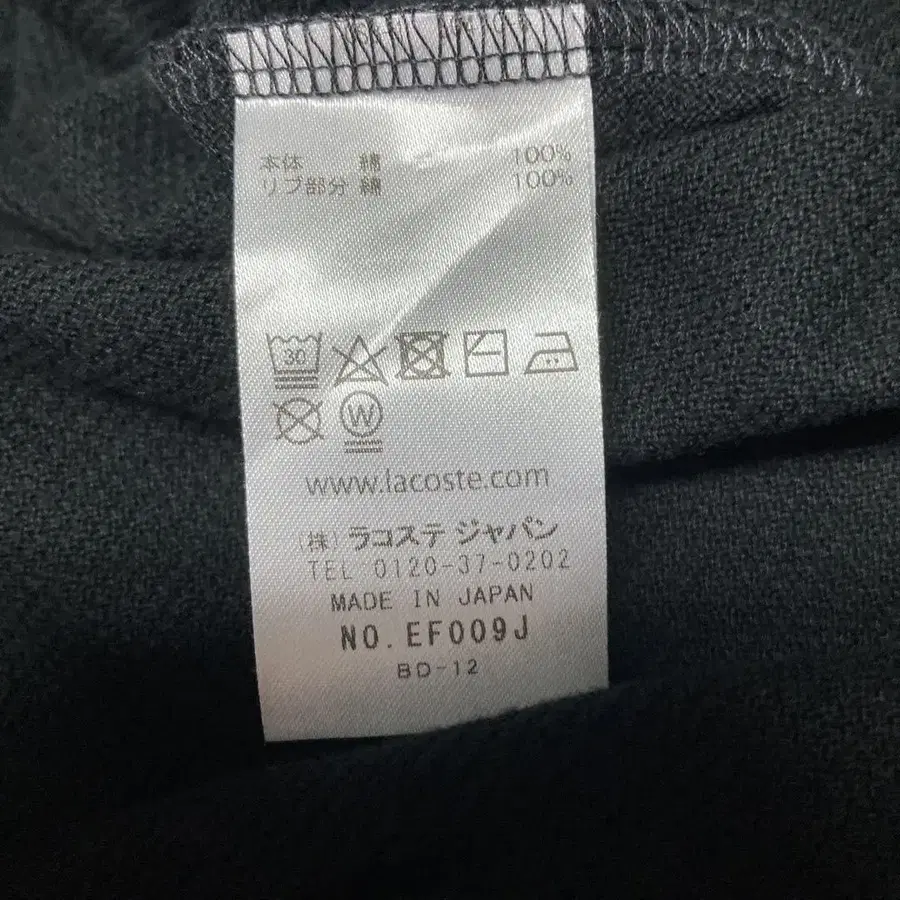 本体 綿 100%
リブ部分 綿 100%
30
W
www.lacoste.com
(株) ラコステ ジャパン
TEL 0120-37-0202
MADE IN JAPAN
NO. EF009J
BD-12